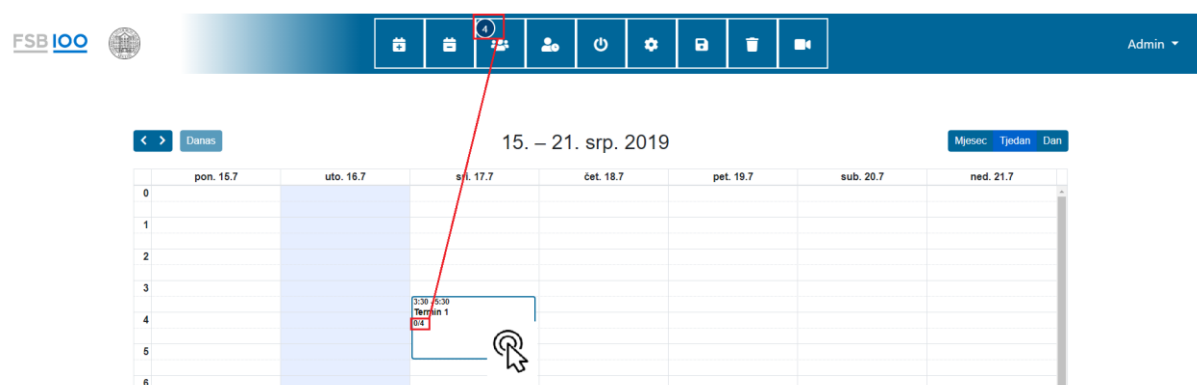 FSB 100
4
Admin
Danas
15. – 21. srp. 2019
Mjesec Tjedan Dan
pon. 15.7 uto. 16.7 sri. 17.7 čet. 18.7 pet. 19.7 sub. 20.7 ned. 21.7
0
1
2
3
3:30 - 5:30
Termin 1
4
0/4
5
6